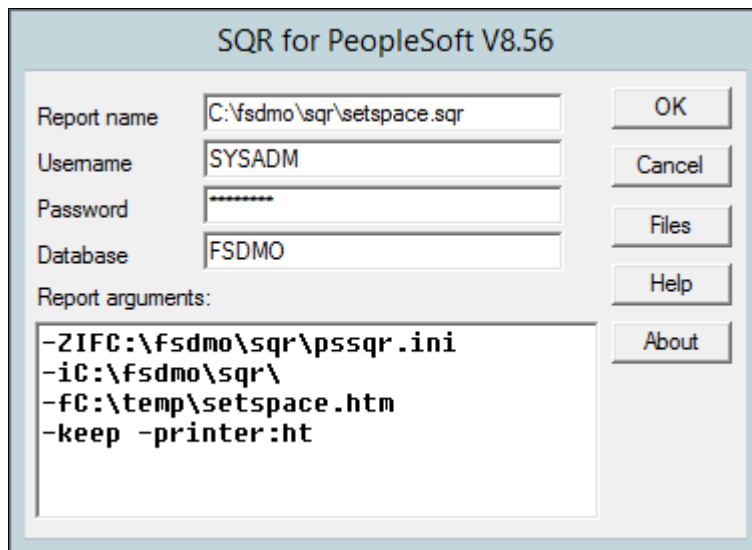 SQR for PeopleSoft V8.56
Report name C:\fsdmo\sqr\setspace.sqr OK
Username SYSADM Cancel
Password ******** Files
Database FSDMO
Report arguments: Help
-ZIFC:\fsdmo\sqr\pssqr.ini About
-iC:\fsdmo\sqr\
-fC:\temp\setspace.htm
-keep -printer:ht